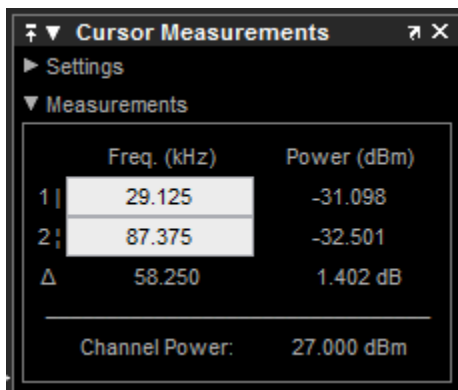 Cursor Measurements
Settings
Measurements
Freq. (kHz) Power (dBm)
1 | 29.125 -31.098
2 ¦ 87.375 -32.501
Δ 58.250 1.402 dB
Channel Power: 27.000 dBm